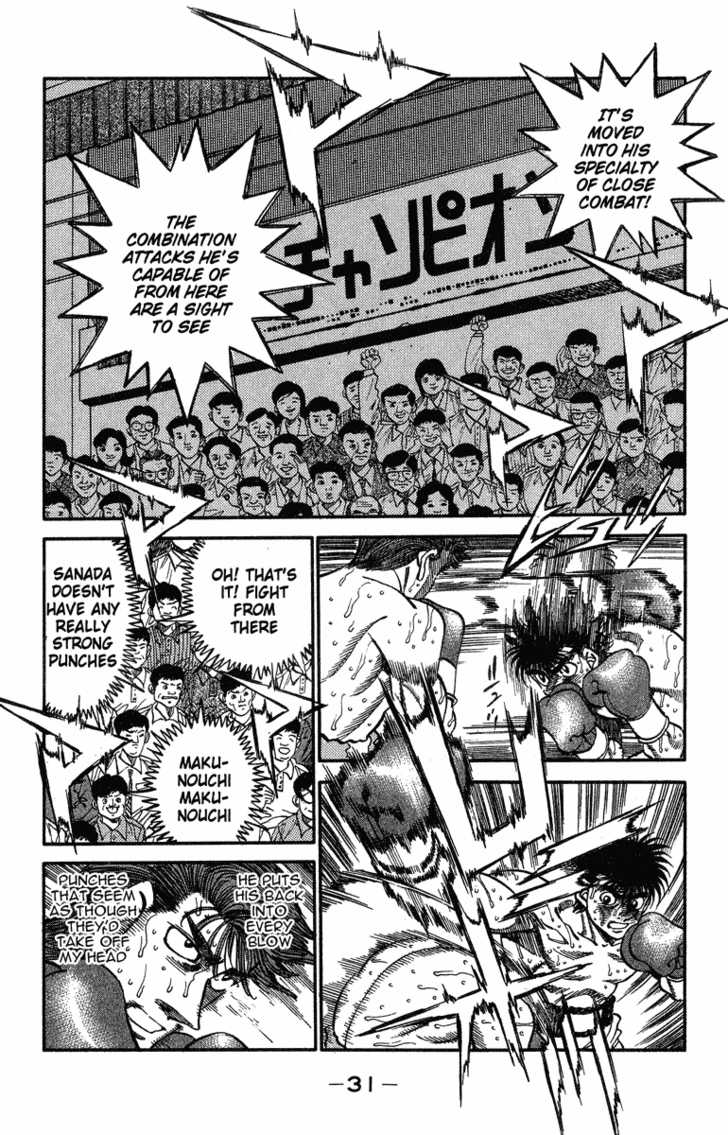 IT'S
MOVED
INTO HIS
SPECIALTY
OF CLOSE
COMBAT!
THE
COMBINATION
ATTACKS HE'S
CAPABLE OF
FROM HERE
ARE A SIGHT
TO SEE
チャンピオン
OH! THAT'S
IT! FIGHT
FROM
THERE
SANADA
DOESN'T
HAVE ANY
REALLY
STRONG
PUNCHES
MAKU-
NOUCHI
MAKU-
NOUCHI
HE PUTS
HIS BACK
INTO
EVERY
BLOW
PUNCHES
THAT SEEM
AS THOUGH
THEY'D
TAKE OFF
MY HEAD
—31—